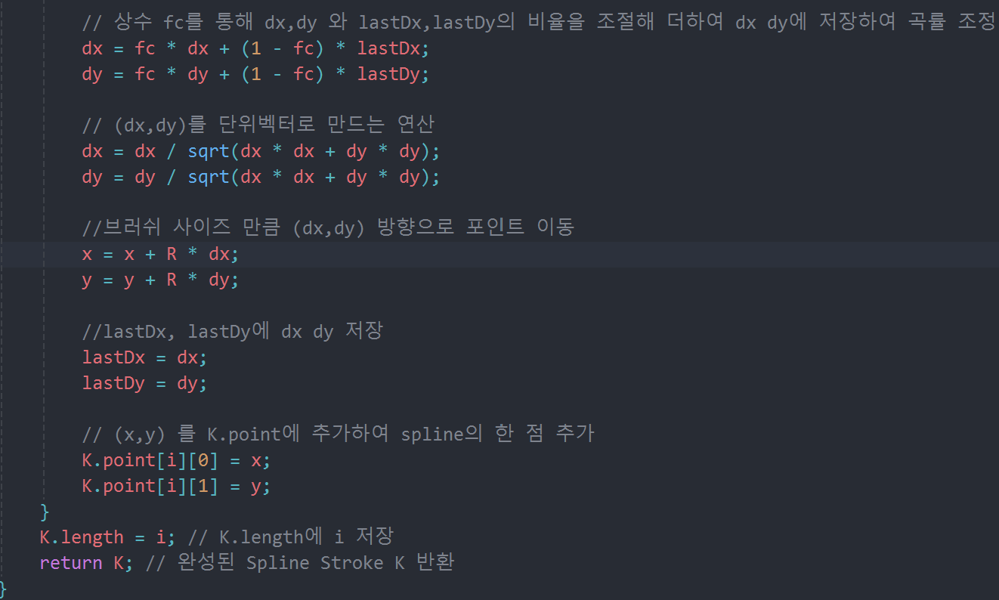 // 상수 fc를 통해 dx,dy 와 lastDx,lastDy의 비율을 조절해 더하여 dx dy에 저장하여 곡률 조정
dx = fc * dx + (1 - fc) * lastDx;
dy = fc * dy + (1 - fc) * lastDy;
// (dx,dy)를 단위벡터로 만드는 연산
dx = dx / sqrt(dx * dx + dy * dy);
dy = dy / sqrt(dx * dx + dy * dy);
//브러쉬 사이즈 만큼 (dx,dy) 방향으로 포인트 이동
x = x + R * dx;
y = y + R * dy;
//lastDx, lastDy에 dx dy 저장
lastDx = dx;
lastDy = dy;
// (x,y) 를 K.point에 추가하여 spline의 한 점 추가
K.point[i][0] = x;
K.point[i][1] = y;
}
K.length = i; // K.length에 i 저장
return K; // 완성된 Spline Stroke K 반환
}